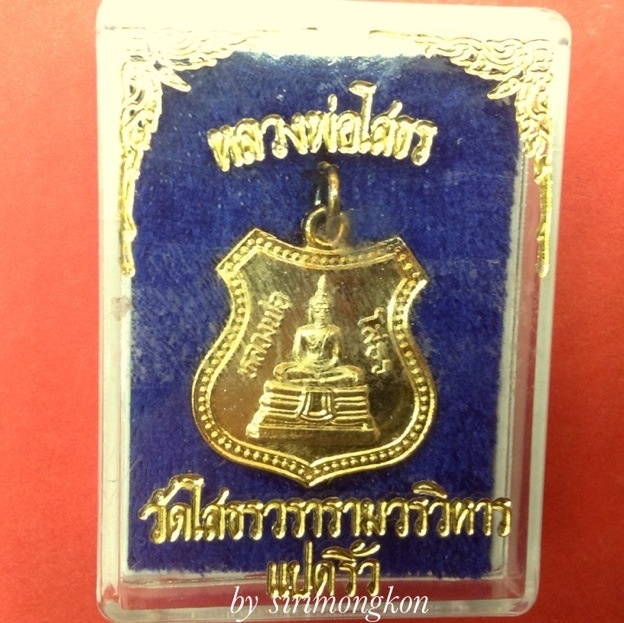 หลวงพ่อโสธร
หลวงพ่อ โสธร
วัดโสธรวรารามวรวิหาร
แปดริ้ว
by sirimongkon